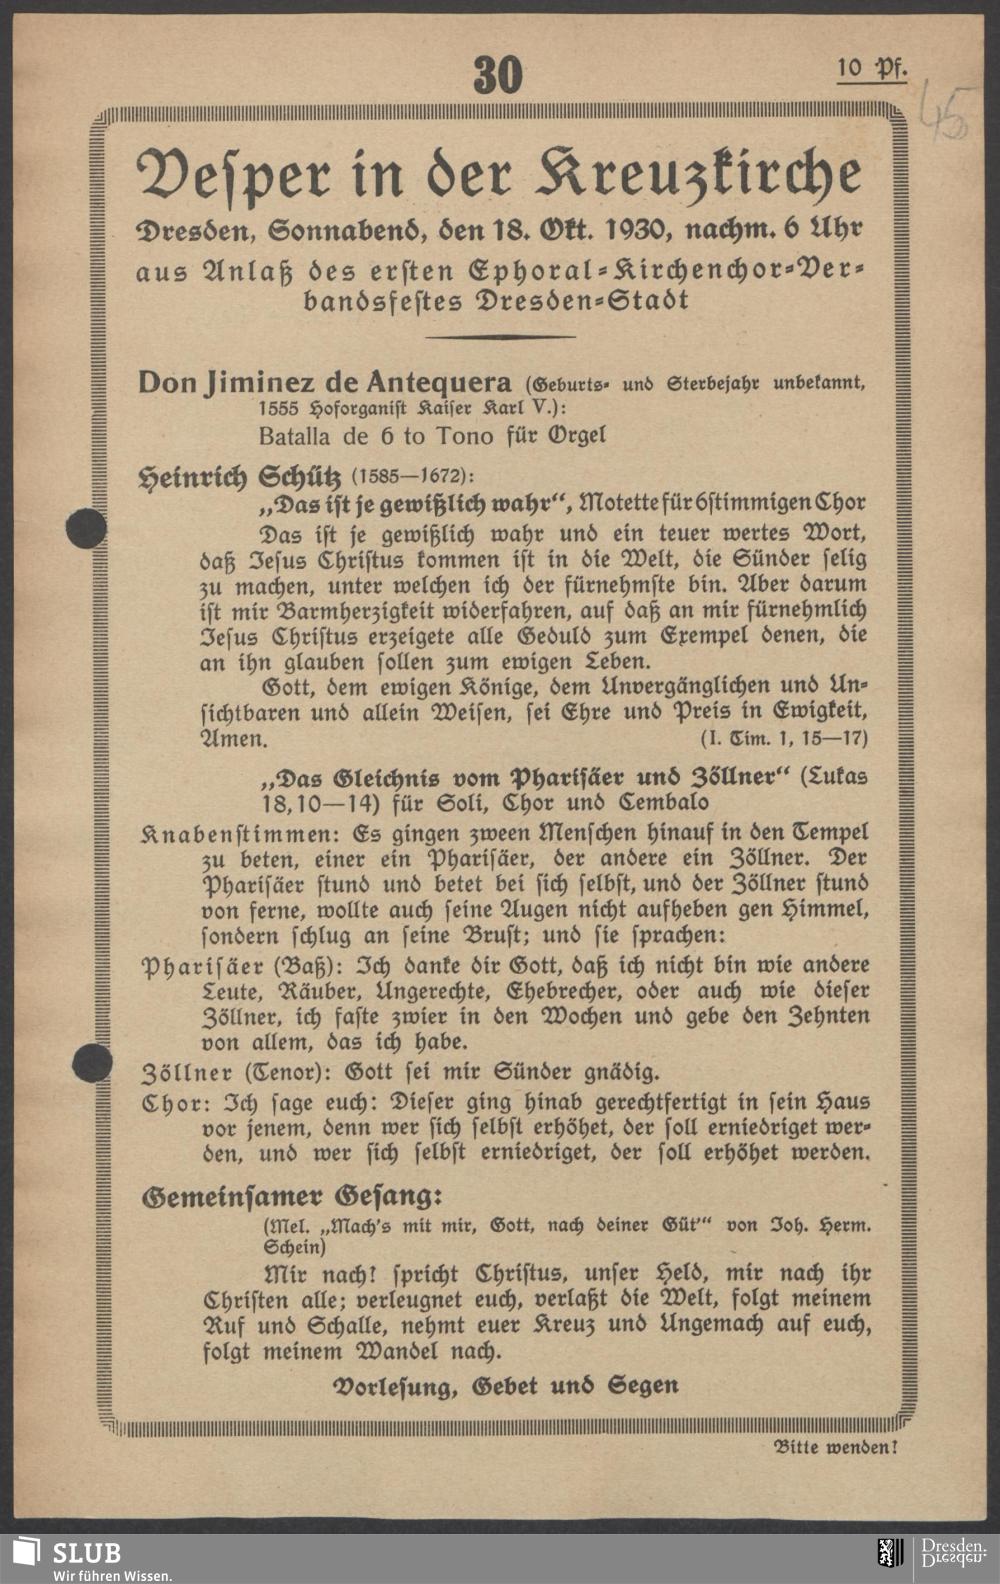 30
10 Pf.
45
Vesper in der Kreuzkirche
Dresden, Sonnabend, den 18. Okt. 1930, nachm. 6 Uhr
aus Anlaß des ersten Ephoral-Kirchenchor-Ver-
bandsfestes Dresden-Stadt
Don Jiminez de Antequera (Geburts- und Sterbejahr unbekannt,
1555 Hoforganist Kaiser Karl V.):
Batalla de 6 to Tono für Orgel
Heinrich Schütz (1585—1672):
„Das ist je gewißlich wahr“, Motette für 6stimmigen Chor
Das ist je gewißlich wahr und ein teuer wertes Wort,
daß Jesus Christus kommen ist in die Welt, die Sünder selig
zu machen, unter welchen ich der fürnehmste bin. Aber darum
ist mir Barmherzigkeit widerfahren, auf daß an mir fürnehmlich
Jesus Christus erzeigete alle Geduld zum Exempel denen, die
an ihn glauben sollen zum ewigen Leben.
Gott, dem ewigen Könige, dem Unvergänglichen und Un-
sichtbaren und allein Weisen, sei Ehre und Preis in Ewigkeit,
Amen. (I. Tim. 1, 15—17)
„Das Gleichnis vom Pharisäer und Zöllner“ (Lukas
18,10—14) für Soli, Chor und Cembalo
Knabenstimmen: Es gingen zween Menschen hinauf in den Tempel
zu beten, einer ein Pharisäer, der andere ein Zöllner. Der
Pharisäer stund und betet bei sich selbst, und der Zöllner stund
von ferne, wollte auch seine Augen nicht aufheben gen Himmel,
sondern schlug an seine Brust; und sie sprachen:
Pharisäer (Baß): Ich danke dir Gott, daß ich nicht bin wie andere
Leute, Räuber, Ungerechte, Ehebrecher, oder auch wie dieser
Zöllner, ich faste zwier in den Wochen und gebe den Zehnten
von allem, das ich habe.
Zöllner (Tenor): Gott sei mir Sünder gnädig.
Chor: Ich sage euch: Dieser ging hinab gerechtfertigt in sein Haus
vor jenem, denn wer sich selbst erhöhet, der soll erniedriget wer-
den, und wer sich selbst erniedriget, der soll erhöhet werden.
Gemeinsamer Gesang:
(Mel. „Mach's mit mir, Gott, nach deiner Güt'“ von Joh. Herm.
Schein)
Mir nach! spricht Christus, unser Held, mir nach ihr
Christen alle; verleugnet euch, verlaßt die Welt, folgt meinem
Ruf und Schalle, nehmt euer Kreuz und Ungemach auf euch,
folgt meinem Wandel nach.
Vorlesung, Gebet und Segen
Bitte wenden!
SLUB
Wir führen Wissen.
Dresden.
Dresden.